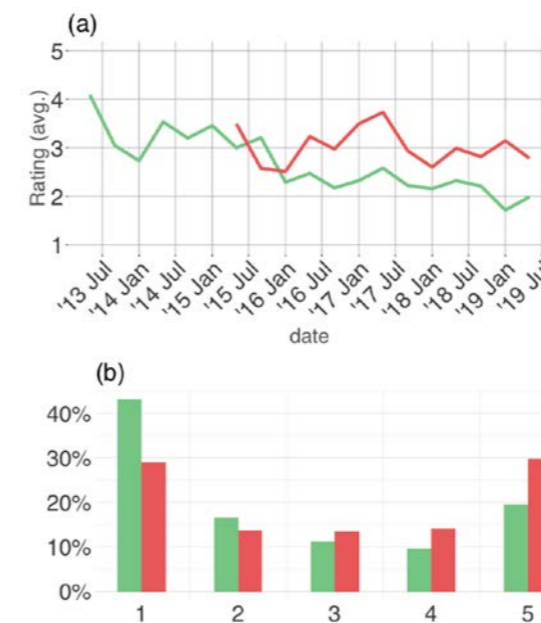 (a)
5
4
3
2
1
Rating (avg.)
'13 Jul
'14 Jan
'14 Jul
'15 Jan
'15 Jul
'16 Jan
'16 Jul
'17 Jan
'17 Jul
'18 Jan
'18 Jul
'19 Jan
'19 Jul
date
(b)
40%
30%
20%
10%
0%
1 2 3 4 5